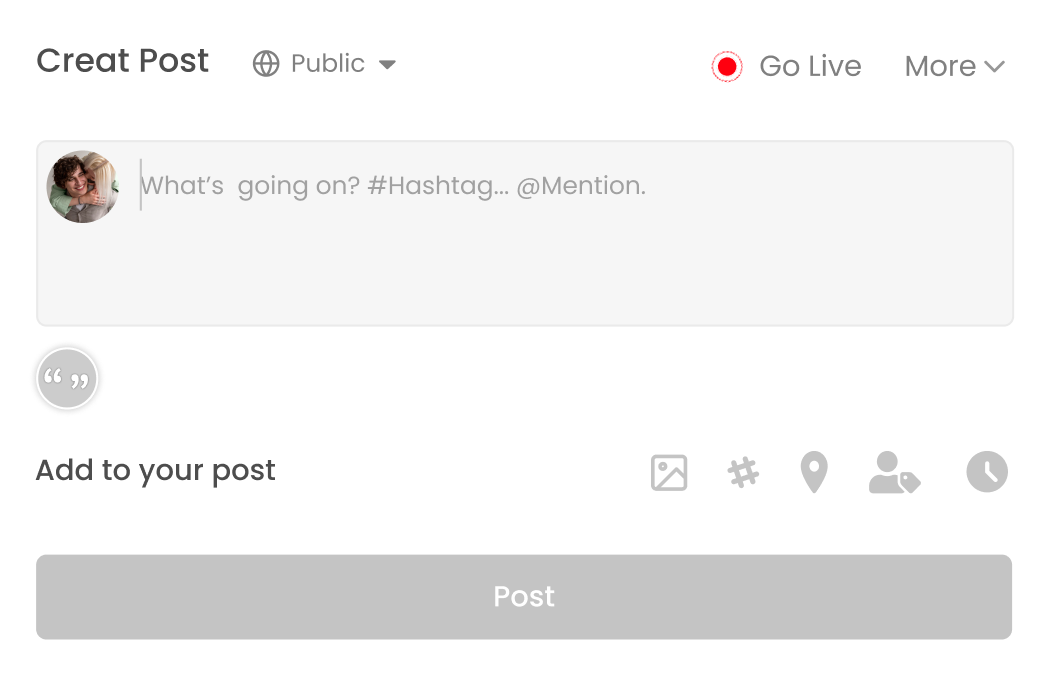 Creat Post
Public
Go Live
More
What’s  going on? #Hashtag... @Mention.
“ ”
Add to your post
#
Post